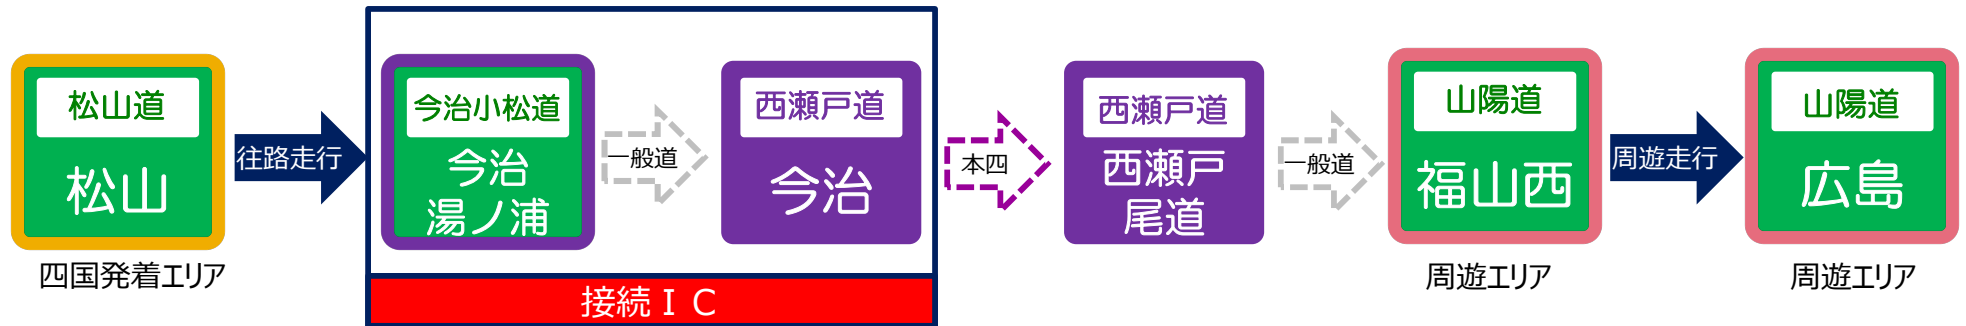 松山道
松山
四国発着エリア
往路走行
今治小松道
今治
湯ノ浦
一般道
西瀬戸道
今治
接続ＩＣ
本四
西瀬戸道
西瀬戸
尾道
一般道
山陽道
福山西
周遊エリア
周遊走行
山陽道
広島
周遊エリア